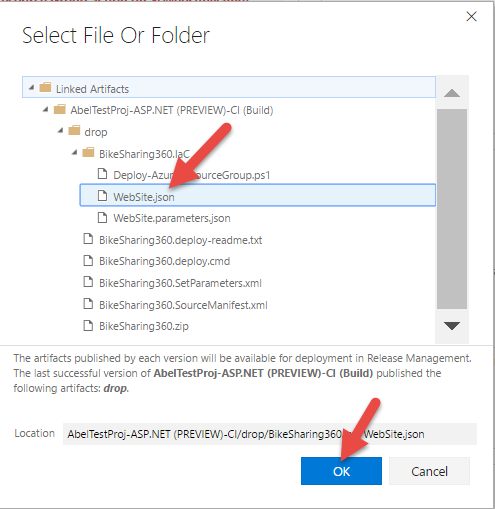 Select File Or Folder
Linked Artifacts
AbelTestProj-ASP.NET (PREVIEW)-CI (Build)
drop
BikeSharing360.IaC
Deploy-Azu ourceGroup.ps1
WebSite.json
WebSite.parameters.json
BikeSharing360.deploy-readme.txt
BikeSharing360.deploy.cmd
BikeSharing360.SetParameters.xml
BikeSharing360.SourceManifest.xml
BikeSharing360.zip
The artifacts published by each version will be available for deployment in Release Management.
The last successful version of AbelTestProj-ASP.NET (PREVIEW)-CI (Build) published the
following artifacts: drop.
Location AbelTestProj-ASP.NET (PREVIEW)-CI/drop/BikeSharing360 WebSite.json
OK Cancel